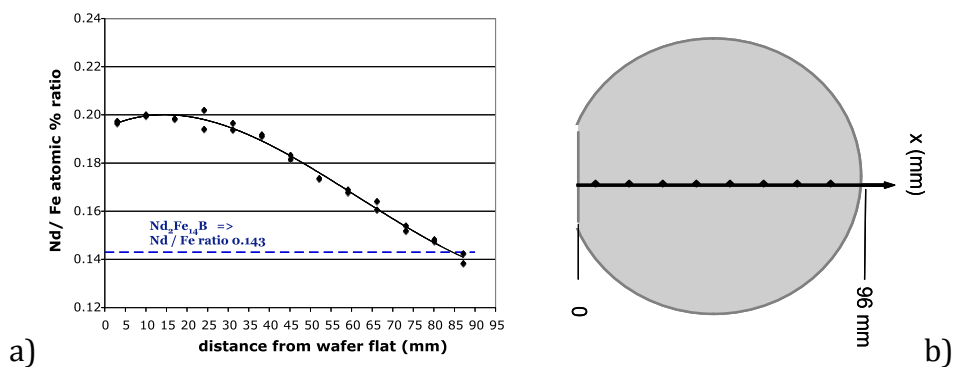 0.24
0.22
0.20
0.18
0.16
0.14
0.12
Nd/ Fe atomic % ratio
Nd₂Fe₁₄B =>
Nd / Fe ratio 0.143
0 5 10 15 20 25 30 35 40 45 50 55 60 65 70 75 80 85 90 95
distance from wafer flat (mm)
a)
x (mm)
0
96 mm
b)